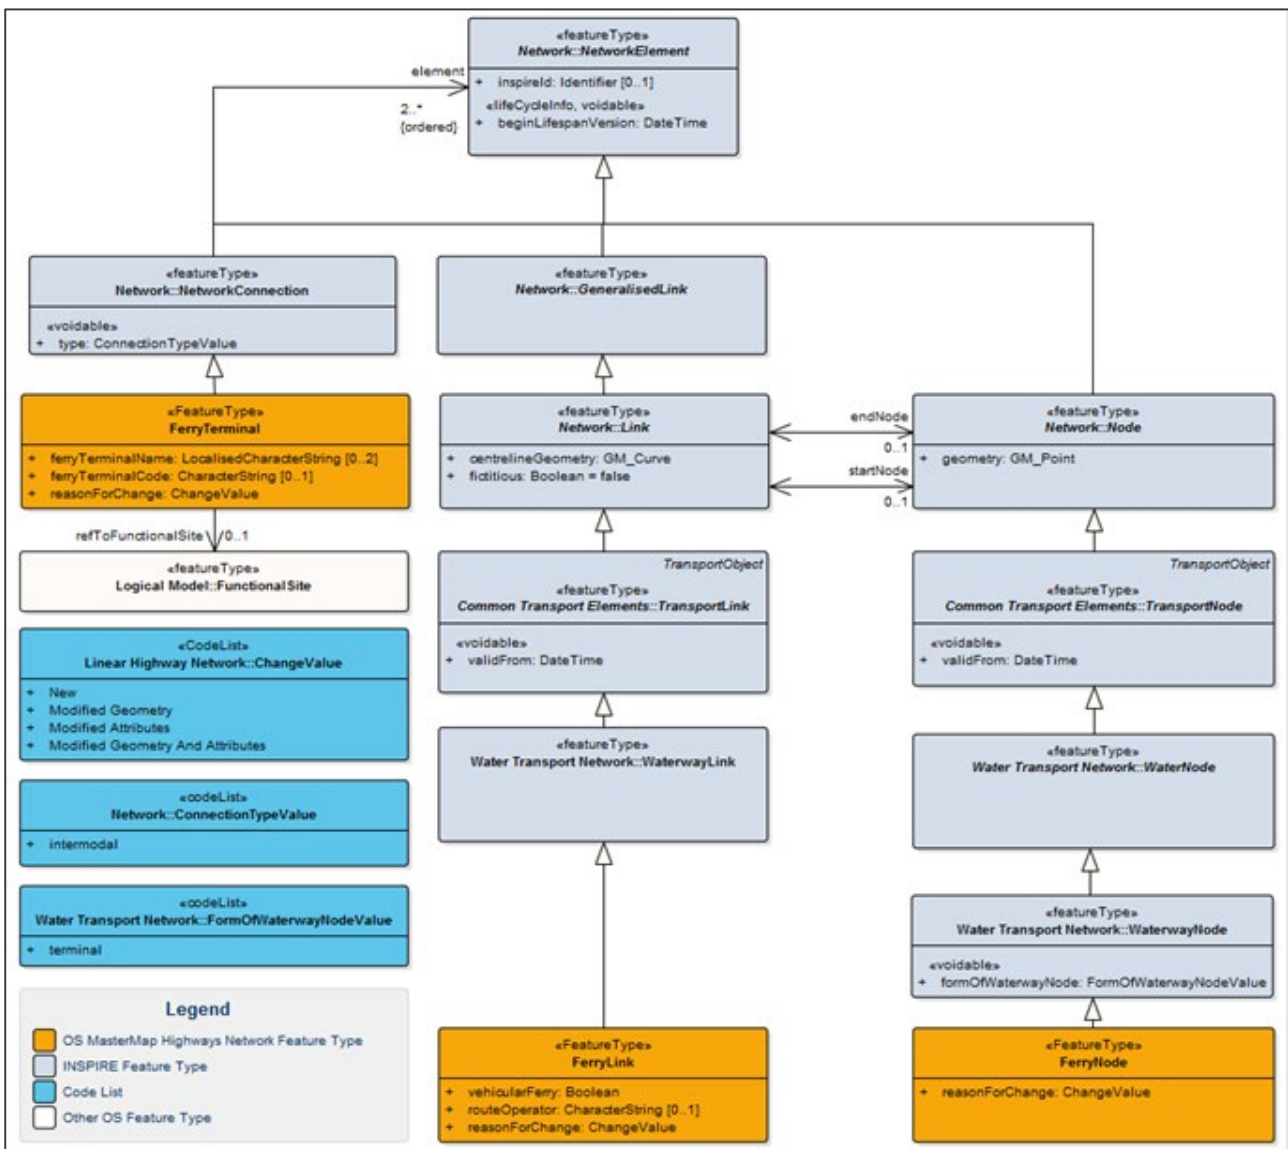 «featureType»
Network::NetworkElement
+ inspireId: Identifier [0..1]
«lifeCycleInfo, voidable»
+ beginLifespanVersion: DateTime
element
2..*
{ordered}
«featureType»
Network::NetworkConnection
«voidable»
+ type: ConnectionTypeValue
«featureType»
Network::GeneralisedLink
«FeatureType»
FerryTerminal
+ ferryTerminalName: LocalisedCharacterString [0..2]
+ ferryTerminalCode: CharacterString [0..1]
+ reasonForChange: ChangeValue
refToFunctionalSite
0..1
«featureType»
Logical Model::FunctionalSite
«featureType»
Network::Link
+ centrelineGeometry: GM_Curve
+ fictitious: Boolean = false
endNode
0..1
startNode
0..1
«featureType»
Network::Node
+ geometry: GM_Point
TransportObject
«featureType»
Common Transport Elements::TransportLink
«voidable»
+ validFrom: DateTime
TransportObject
«featureType»
Common Transport Elements::TransportNode
«voidable»
+ validFrom: DateTime
«CodeList»
Linear Highway Network::ChangeValue
+ New
+ Modified Geometry
+ Modified Attributes
+ Modified Geometry And Attributes
«featureType»
Water Transport Network::WaterwayLink
«featureType»
Water Transport Network::WaterNode
«codeList»
Network::ConnectionTypeValue
+ intermodal
«codeList»
Water Transport Network::FormOfWaterwayNodeValue
+ terminal
«featureType»
Water Transport Network::WaterwayNode
«voidable»
+ formOfWaterwayNode: FormOfWaterwayNodeValue
Legend
OS MasterMap Highways Network Feature Type
INSPIRE Feature Type
Code List
Other OS Feature Type
«FeatureType»
FerryLink
+ vehicularFerry: Boolean
+ routeOperator: CharacterString [0..1]
+ reasonForChange: ChangeValue
«FeatureType»
FerryNode
+ reasonForChange: ChangeValue